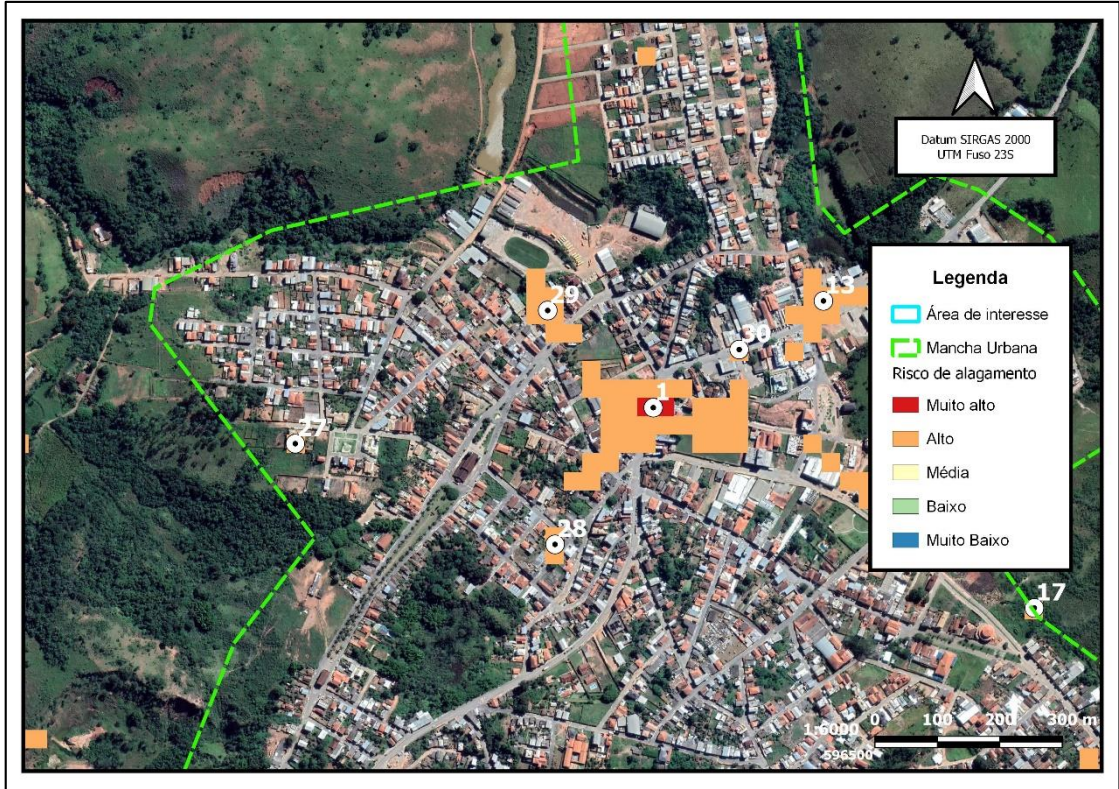 Datum SIRGAS 2000
UTM Fuso 23S
Legenda
Área de interesse
Mancha Urbana
Risco de alagamento
Muito alto
Alto
Média
Baixo
Muito Baixo
29
13
30
1
27
28
17
0 100 200 300 m
1:6000
596500